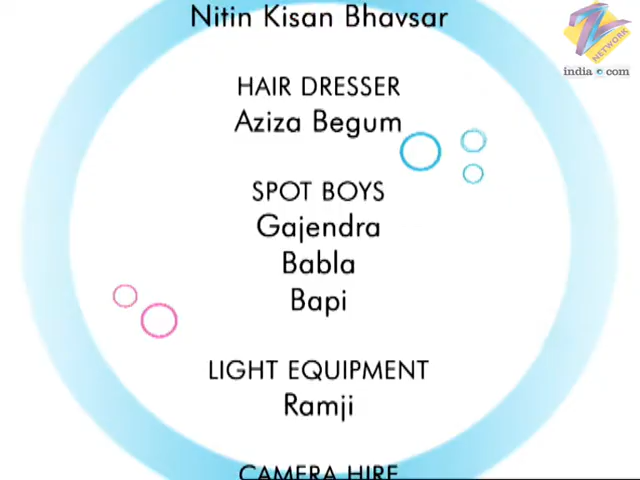 Nitin Kisan Bhavsar
HAIR DRESSER
Aziza Begum
SPOT BOYS
Gajendra
Babla
Bapi
LIGHT EQUIPMENT
Ramji
CAMERA HIRE
Z NETWORK
india.com